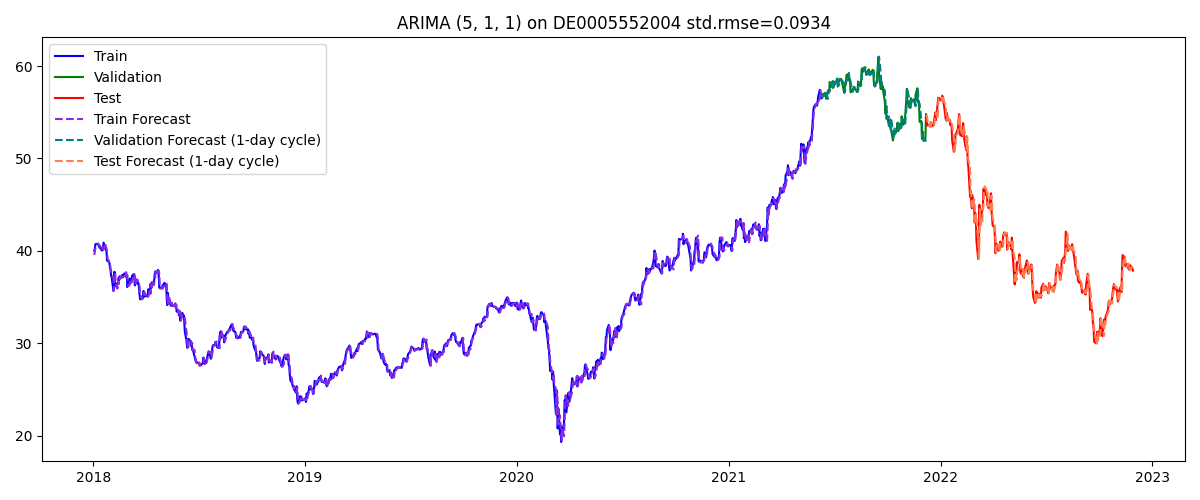 ARIMA (5, 1, 1) on DE0005552004 std.rmse=0.0934
Train
Validation
Test
Train Forecast
Validation Forecast (1-day cycle)
Test Forecast (1-day cycle)
60
50
40
30
20
2018
2019
2020
2021
2022
2023